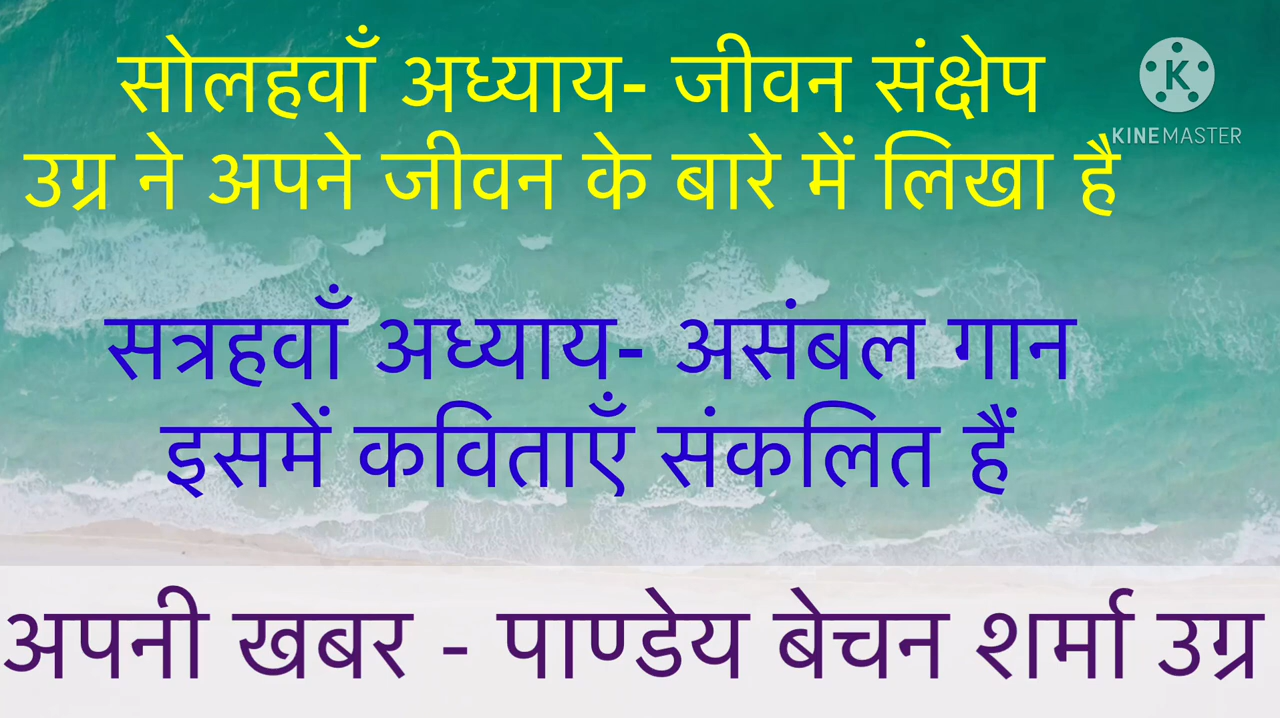 सोलहवाँ अध्याय- जीवन संक्षेप
उग्र ने अपने जीवन के बारे में लिखा है
सत्रहवाँ अध्याय- असंबल गान
इसमें कविताएँ संकलित हैं
अपनी खबर - पाण्डेय बेचन शर्मा उग्र
K
KINEMASTER